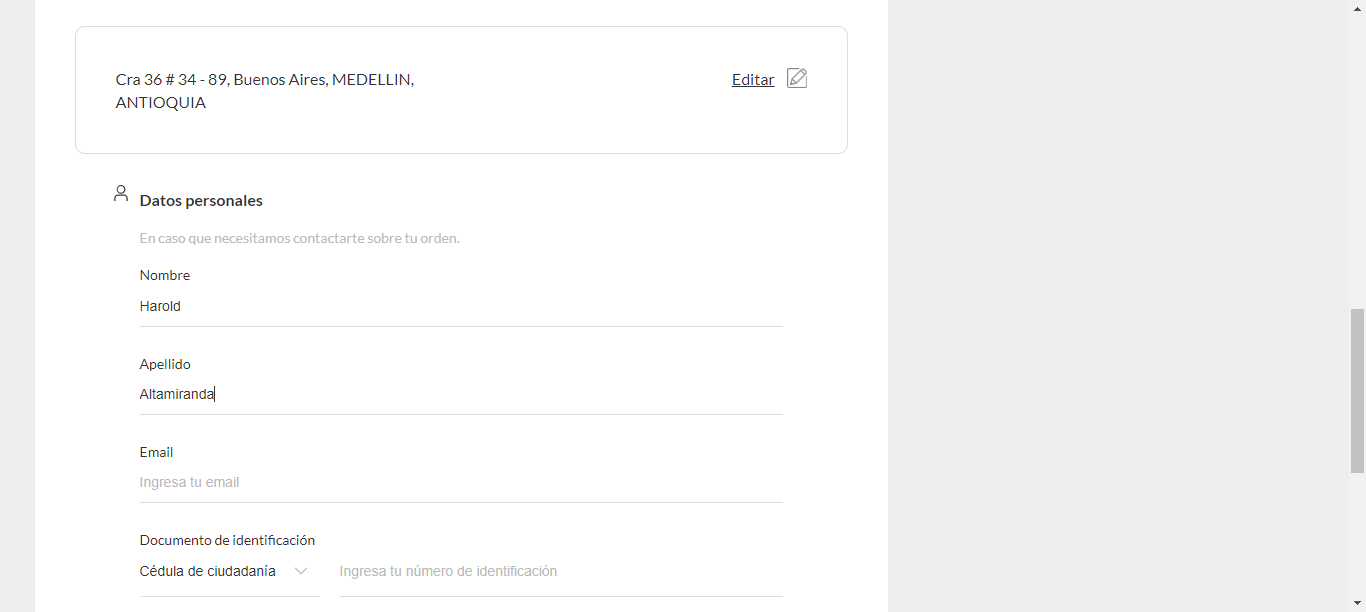 Cra 36 # 34 - 89, Buenos Aires, MEDELLIN,
ANTIOQUIA
Editar
Datos personales
En caso que necesitamos contactarte sobre tu orden.
Nombre
Harold
Apellido
Altamiranda
Email
Ingresa tu email
Documento de identificación
Cédula de ciudadanía
Ingresa tu número de identificación